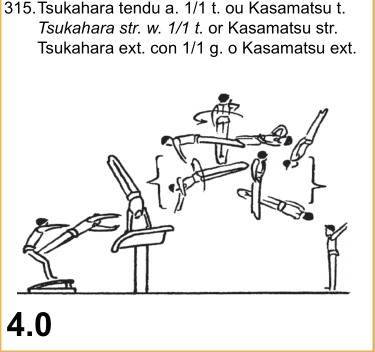 315.Tsukahara tendu a. 1/1 t. ou Kasamatsu t.
Tsukahara str. w. 1/1 t. or Kasamatsu str.
Tsukahara ext. con 1/1 g. o Kasamatsu ext.
4.0